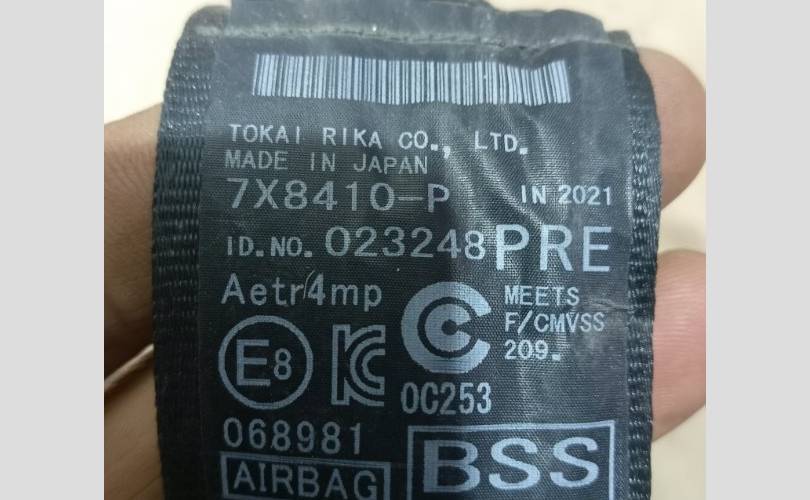 TOKAI RIKA CO., LTD.
MADE IN JAPAN
7X8410-P IN 2021
ID.NO. 023248 PRE
Aetr4mp
MEETS
F/CMVSS
209.
E8
KC
C
0C253
068981
AIRBAG
BSS